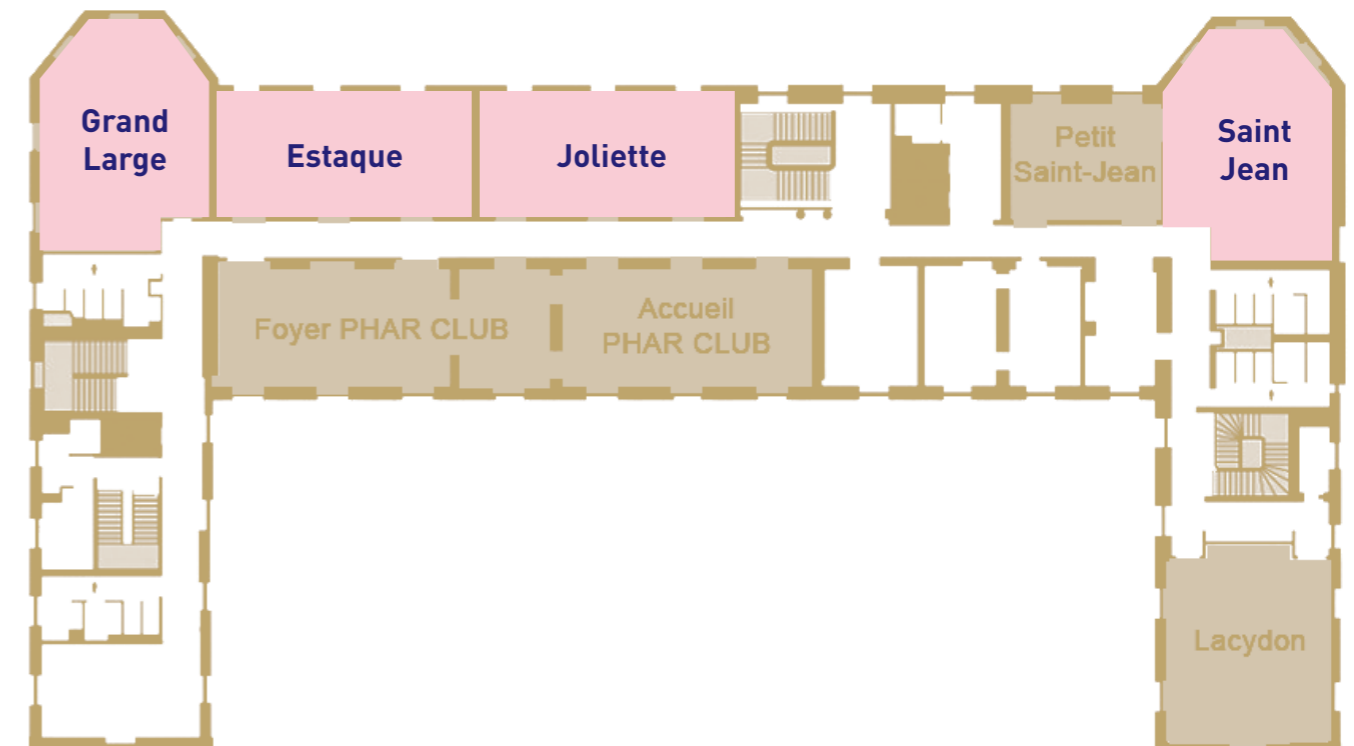 Grand
Large
Estaque
Joliette
Petit
Saint-Jean
Saint
Jean
Foyer PHAR CLUB
Accueil
PHAR CLUB
Lacydon